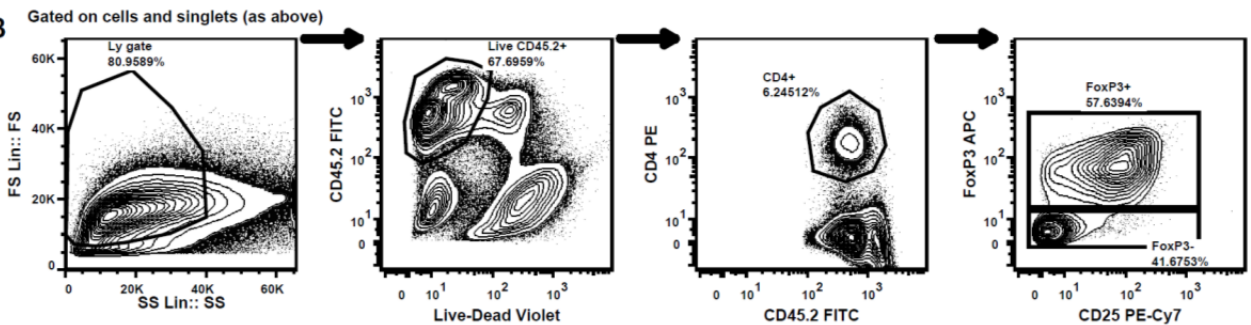 B
Gated on cells and singlets (as above)
Ly gate
80.9589%
60K
40K
20K
0
FS Lin:: FS
0 20K 40K 60K
SS Lin:: SS
Live CD45.2+
67.6959%
10³
10²
10¹
0
CD45.2 FITC
0 10¹ 10² 10³
Live-Dead Violet
CD4+
6.24512%
10³
10²
10¹
0
CD4 PE
0 10¹ 10² 10³
CD45.2 FITC
FoxP3+
57.6394%
10³
10²
10¹
0
FoxP3 APC
FoxP3-
41.6753%
0 10¹ 10² 10³
CD25 PE-Cy7